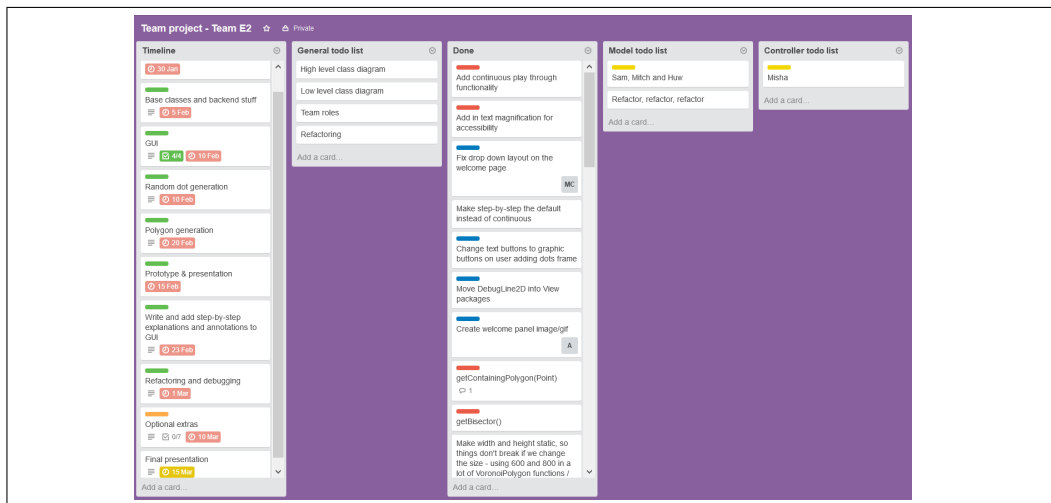 Team project - Team E2
Private
Timeline
30 Jan
Base classes and backend stuff
5 Feb
GUI
4/4
10 Feb
Random dot generation
10 Feb
Polygon generation
20 Feb
Prototype & presentation
15 Feb
Write and add step-by-step
explanations and annotations to
GUI
23 Feb
Refactoring and debugging
1 Mar
Optional extras
0/7
10 Mar
Final presentation
15 Mar
Add a card...
General todo list
High level class diagram
Low level class diagram
Team roles
Refactoring
Add a card...
Done
Add continuous play through
functionality
Add in text magnification for
accessibility
Fix drop down layout on the
welcome page
MC
Make step-by-step the default
instead of continuous
Change text buttons to graphic
buttons on user adding dots frame
Move DebugLine2D into View
packages
Create welcome panel image/gif
A
getContainingPolygon(Point)
1
getBisector()
Make width and height static, so
things don't break if we change
the size - using 600 and 800 in a
lot of VoronoiPolygon functions /
Add a card...
Model todo list
Sam, Mitch and Huw
Refactor, refactor, refactor
Add a card...
Controller todo list
Misha
Add a card...